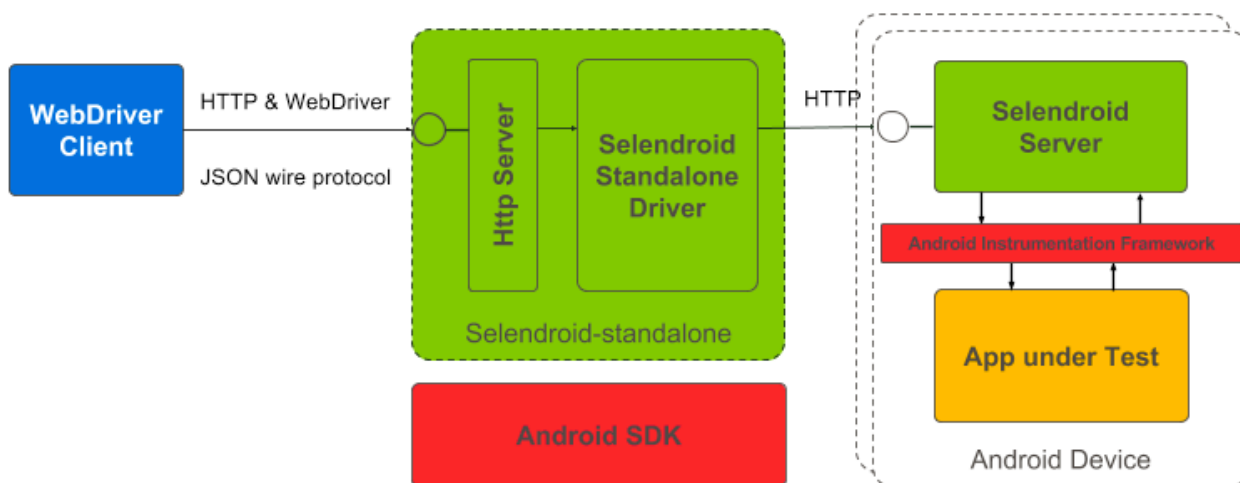 WebDriver
Client
HTTP & WebDriver
JSON wire protocol
Http Server
Selendroid
Standalone
Driver
Selendroid-standalone
Android SDK
HTTP
Selendroid
Server
Android Instrumentation Framework
App under Test
Android Device